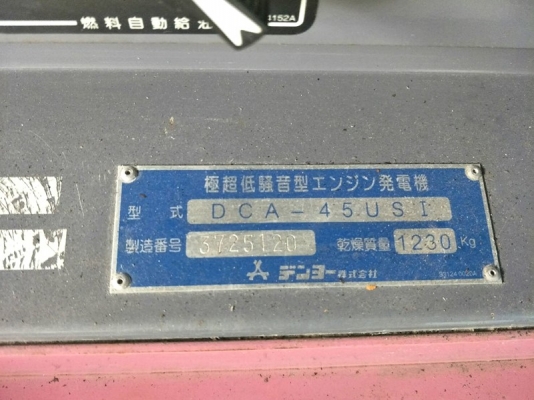 燃料自動給油
極超低騒音型エンジン発電機
型式 DCA-45USI
製造番号 3725120 乾燥質量 1230 Kg
デンヨー株式会社